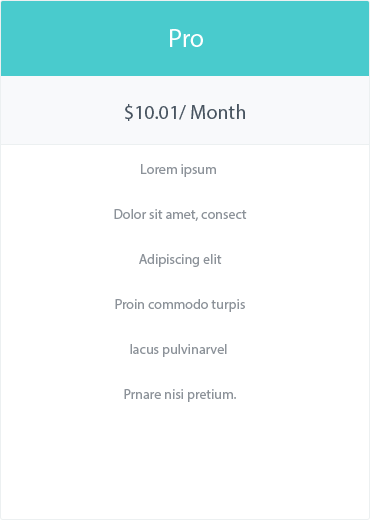 Pro
$10.01/ Month
Lorem ipsum
Dolor sit amet, consect
Adipiscing elit
Proin commodo turpis
lacus pulvinarvel
Prnare nisi pretium.